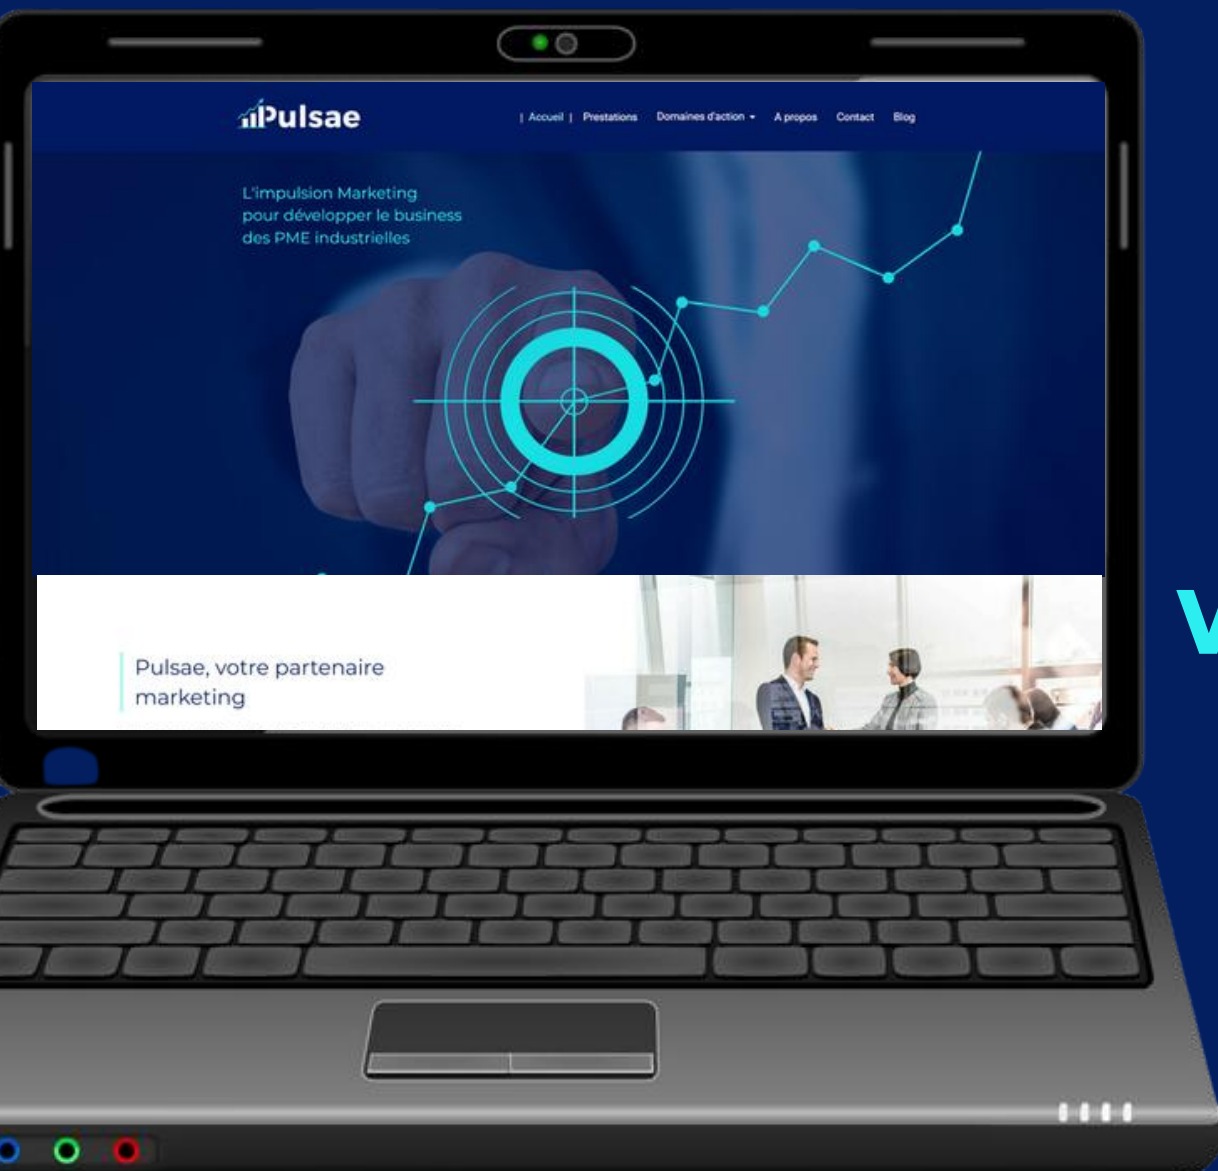 Pulsae
| Accueil | Prestations Domaines d'action A propos Contact Blog
L'impulsion Marketing
pour développer le business
des PME industrielles
Pulsae, votre partenaire
marketing